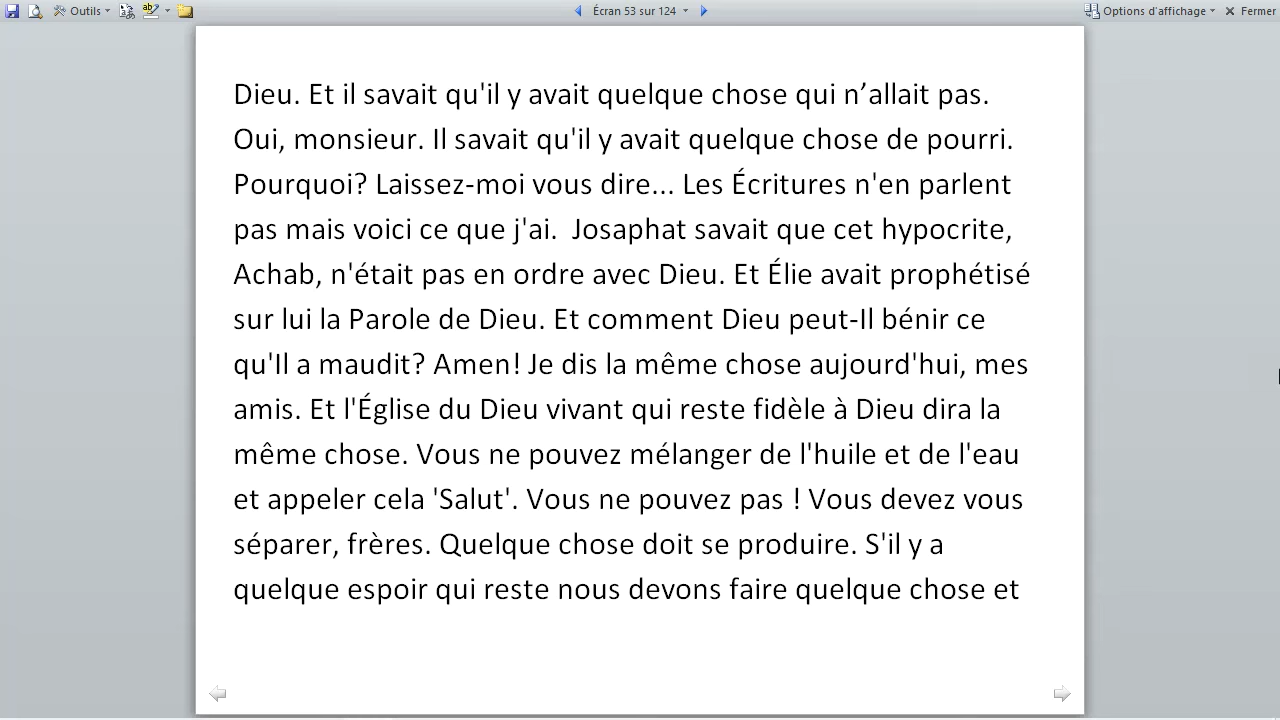 Outils
Écran 53 sur 124
Options d'affichage
Fermer
Dieu. Et il savait qu'il y avait quelque chose qui n’allait pas.
Oui, monsieur. Il savait qu'il y avait quelque chose de pourri.
Pourquoi? Laissez-moi vous dire... Les Écritures n'en parlent
pas mais voici ce que j'ai.  Josaphat savait que cet hypocrite,
Achab, n'était pas en ordre avec Dieu. Et Élie avait prophétisé
sur lui la Parole de Dieu. Et comment Dieu peut-Il bénir ce
qu'Il a maudit? Amen! Je dis la même chose aujourd'hui, mes
amis. Et l'Église du Dieu vivant qui reste fidèle à Dieu dira la
même chose. Vous ne pouvez mélanger de l'huile et de l'eau
et appeler cela 'Salut'. Vous ne pouvez pas ! Vous devez vous
séparer, frères. Quelque chose doit se produire. S'il y a
quelque espoir qui reste nous devons faire quelque chose et